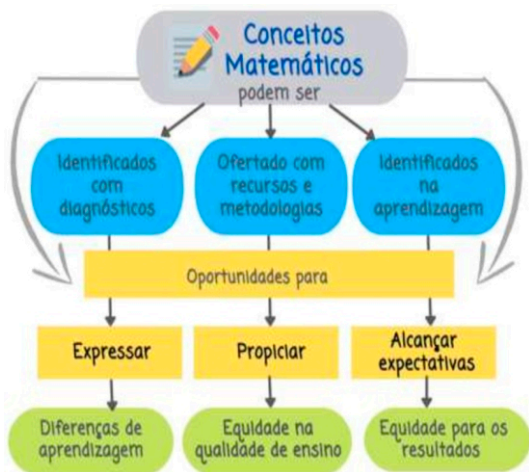 Conceitos
Matemáticos
podem ser
Identificados
com
diagnósticos
Ofertado com
recursos e
metodologias
Identificados
na
aprendizagem
Oportunidades para
Expressar
Propiciar
Alcançar
expectativas
Diferenças de
aprendizagem
Equidade na
qualidade de ensino
Equidade para os
resultados